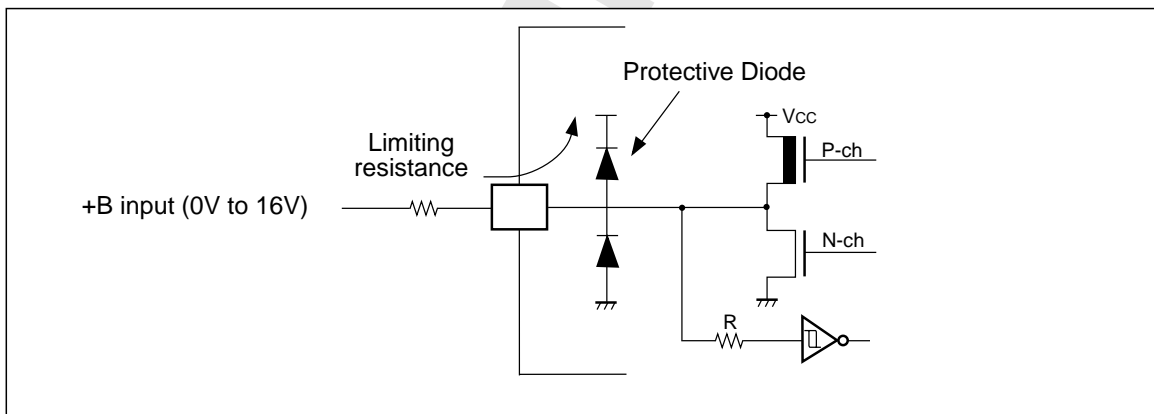 Protective Diode
Vcc
Limiting
resistance
P-ch
+B input (0V to 16V)
N-ch
R